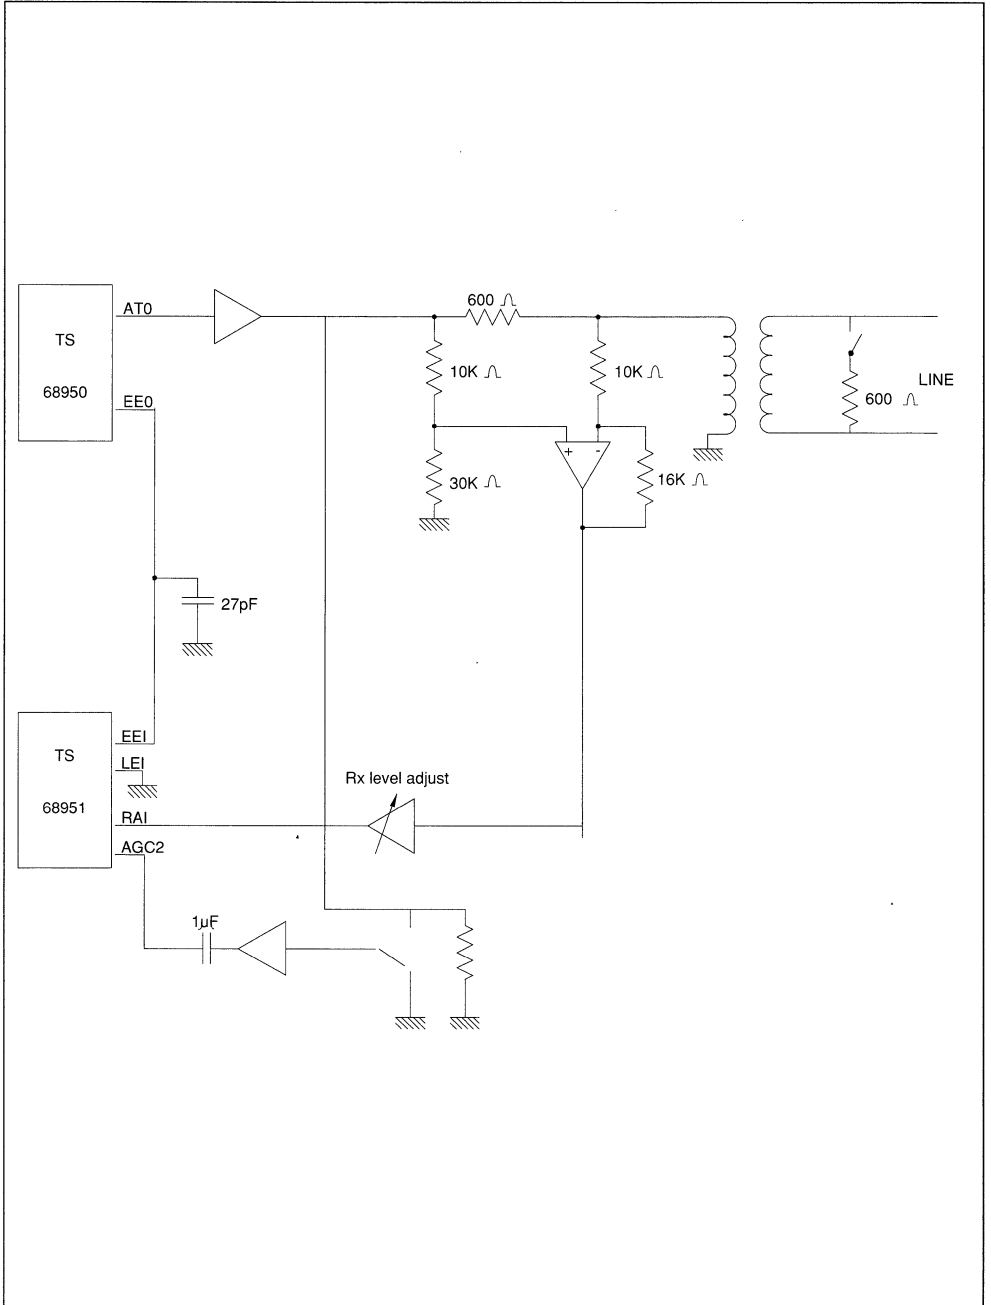 TS
68950
AT0
EE0
600 Ω
10K Ω
10K Ω
+
-
30K Ω
16K Ω
600 Ω
LINE
27pF
TS
68951
EEI
LEI
RAI
AGC2
Rx level adjust
1µF